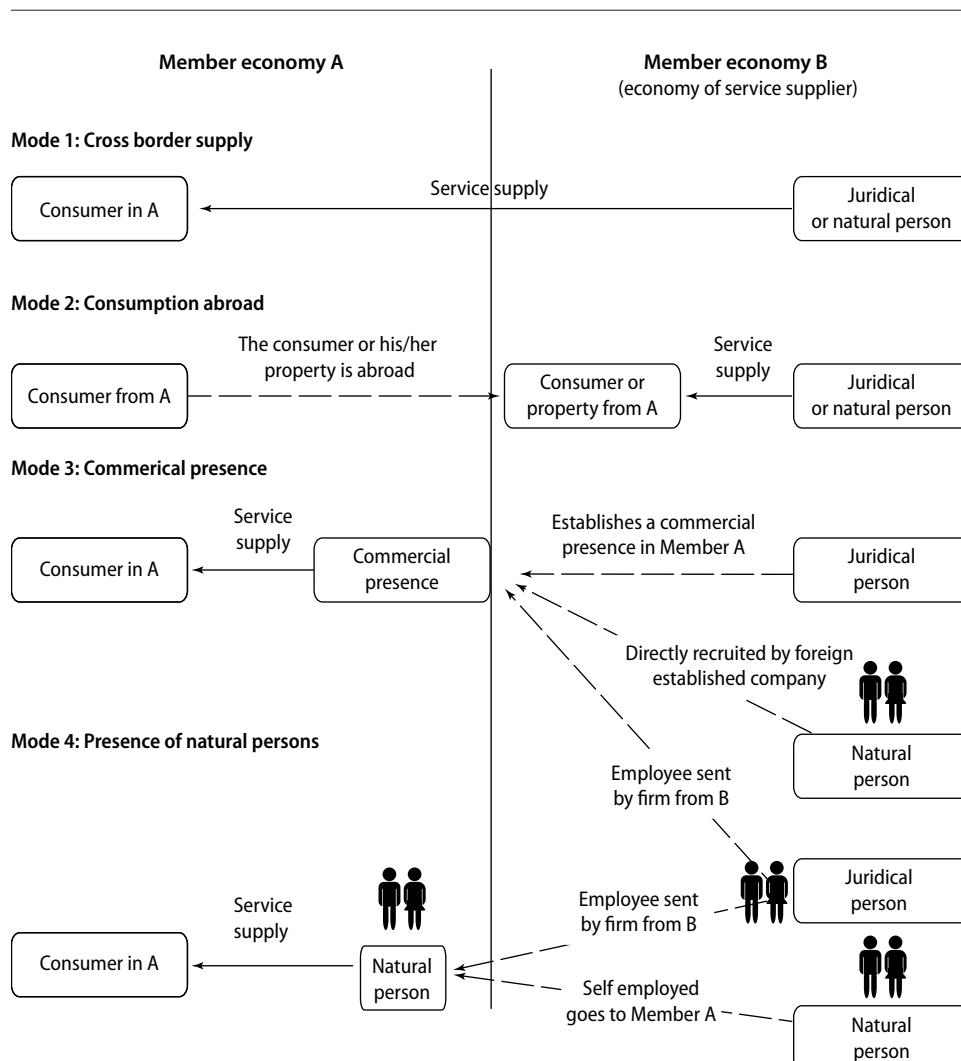 Member economy A
Member economy B
(economy of service supplier)
Mode 1: Cross border supply
Consumer in A
Service supply
Juridical
or natural person
Mode 2: Consumption abroad
Consumer from A
The consumer or his/her
property is abroad
Consumer or
property from A
Service
supply
Juridical
or natural person
Mode 3: Commerical presence
Consumer in A
Service
supply
Commercial
presence
Establishes a commercial
presence in Member A
Juridical
person
Directly recruited by foreign
established company
Natural
person
Mode 4: Presence of natural persons
Employee sent
by firm from B
Juridical
person
Consumer in A
Service
supply
Natural
person
Employee sent
by firm from B
Self employed
goes to Member A
Natural
person